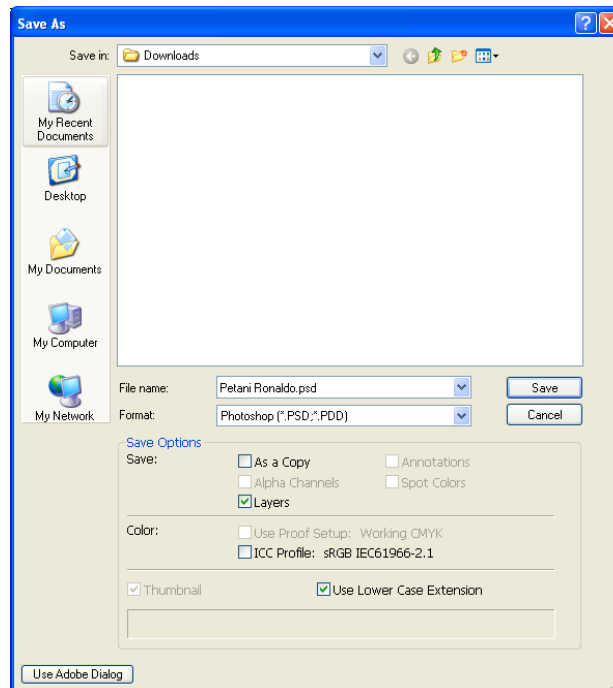 Save As
Save in: Downloads
My Recent
Documents
Desktop
My Documents
My Computer
My Network
File name: Petani Ronaldo.psd Save
Format: Photoshop (*.PSD;*.PDD) Cancel
Save Options
Save: As a Copy Annotations
Alpha Channels Spot Colors
Layers
Color: Use Proof Setup: Working CMYK
ICC Profile: sRGB IEC61966-2.1
Thumbnail Use Lower Case Extension
Use Adobe Dialog